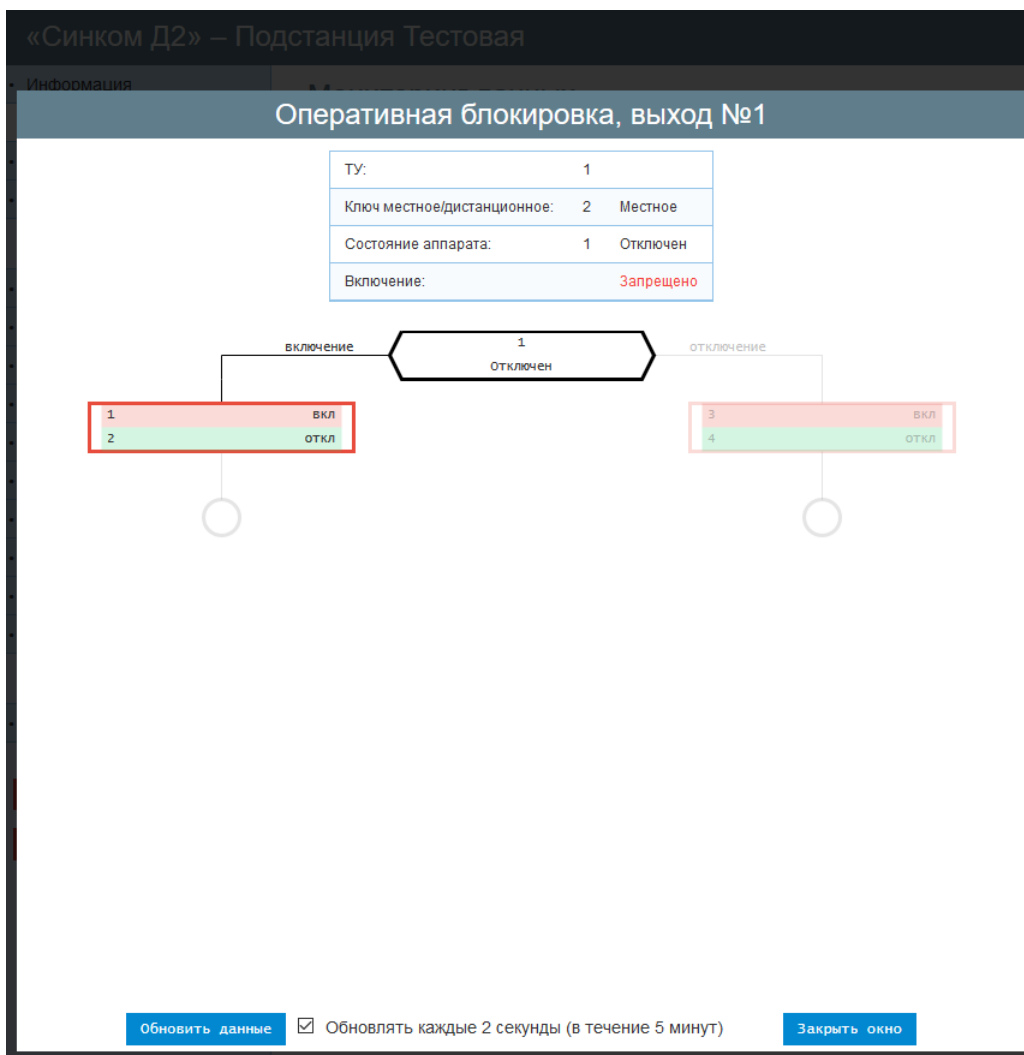 «Синком Д2» – Подстанция Тестовая
Информация
Оперативная блокировка, выход №1
ТУ: 1
Ключ местное/дистанционное: 2 Местное
Состояние аппарата: 1 Отключен
Включение: Запрещено
включение 1 отключение
Отключен
1 вкл 3 вкл
2 откл 4 откл
Обновить данные Обновлять каждые 2 секунды (в течение 5 минут) Закрыть окно